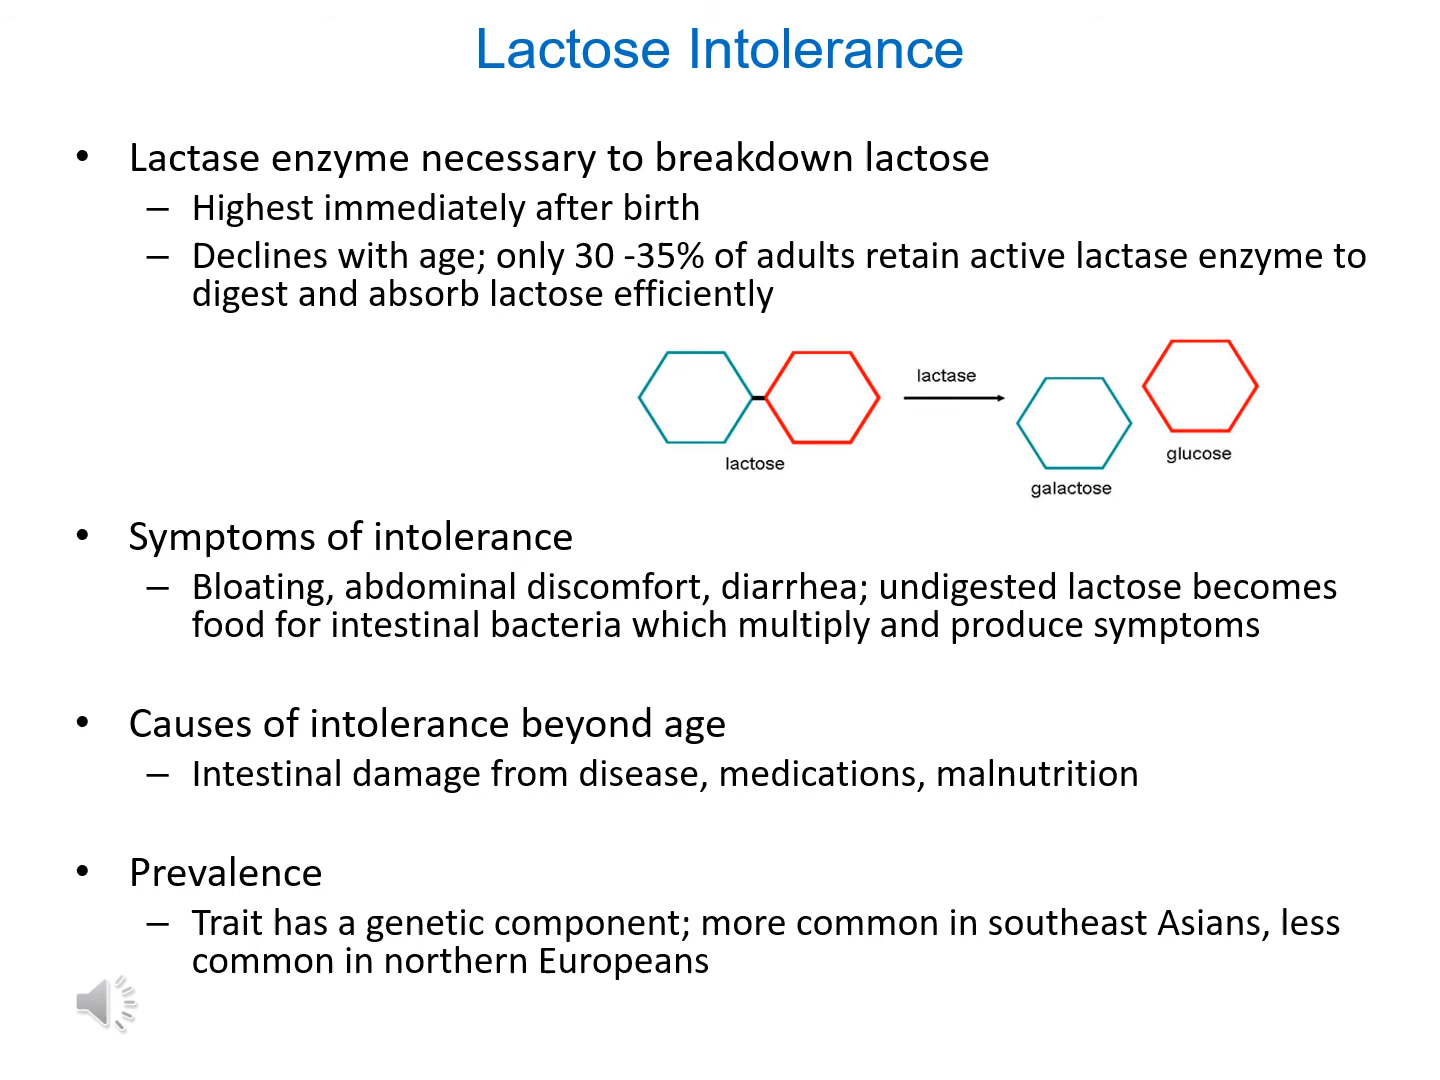 Lactose Intolerance
• Lactase enzyme necessary to breakdown lactose
– Highest immediately after birth
– Declines with age; only 30 -35% of adults retain active lactase enzyme to
digest and absorb lactose efficiently
lactase
lactose
glucose
galactose
• Symptoms of intolerance
– Bloating, abdominal discomfort, diarrhea; undigested lactose becomes
food for intestinal bacteria which multiply and produce symptoms
• Causes of intolerance beyond age
– Intestinal damage from disease, medications, malnutrition
• Prevalence
– Trait has a genetic component; more common in southeast Asians, less
common in northern Europeans